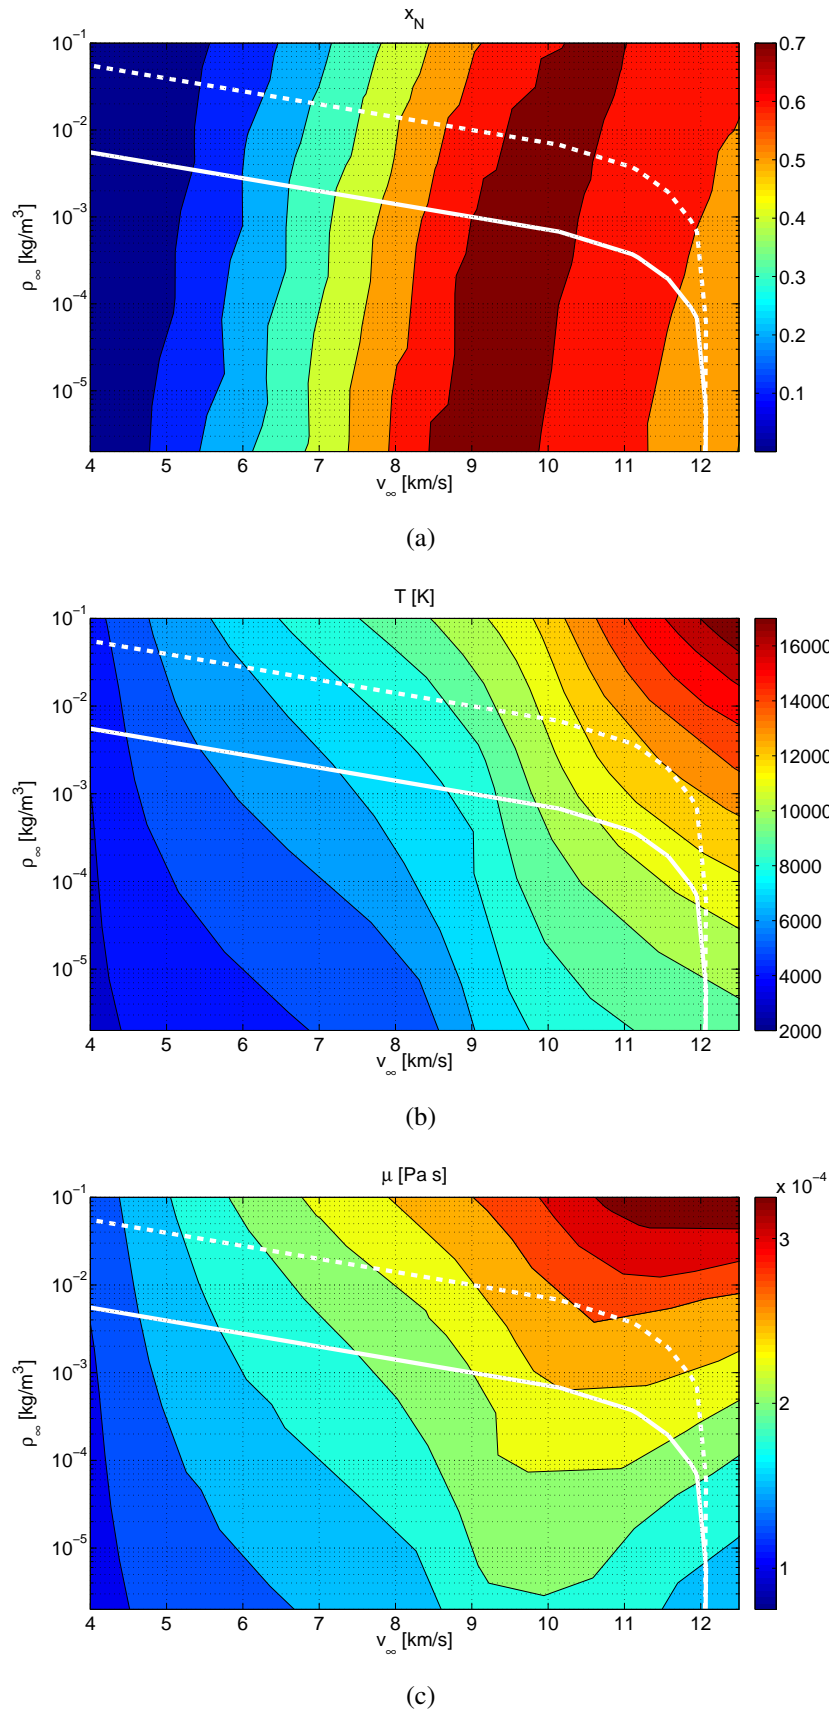 x_N
10⁻¹
10⁻²
10⁻³
10⁻⁴
10⁻⁵
ρ_∞ [kg/m³]
4 5 6 7 8 9 10 11 12
v_∞ [km/s]
0.7
0.6
0.5
0.4
0.3
0.2
0.1
(a)
T [K]
10⁻¹
10⁻²
10⁻³
10⁻⁴
10⁻⁵
ρ_∞ [kg/m³]
4 5 6 7 8 9 10 11 12
v_∞ [km/s]
16000
14000
12000
10000
8000
6000
4000
2000
(b)
μ [Pa s]
10⁻¹
10⁻²
10⁻³
10⁻⁴
10⁻⁵
ρ_∞ [kg/m³]
4 5 6 7 8 9 10 11 12
v_∞ [km/s]
x 10⁻⁴
3
2
1
(c)